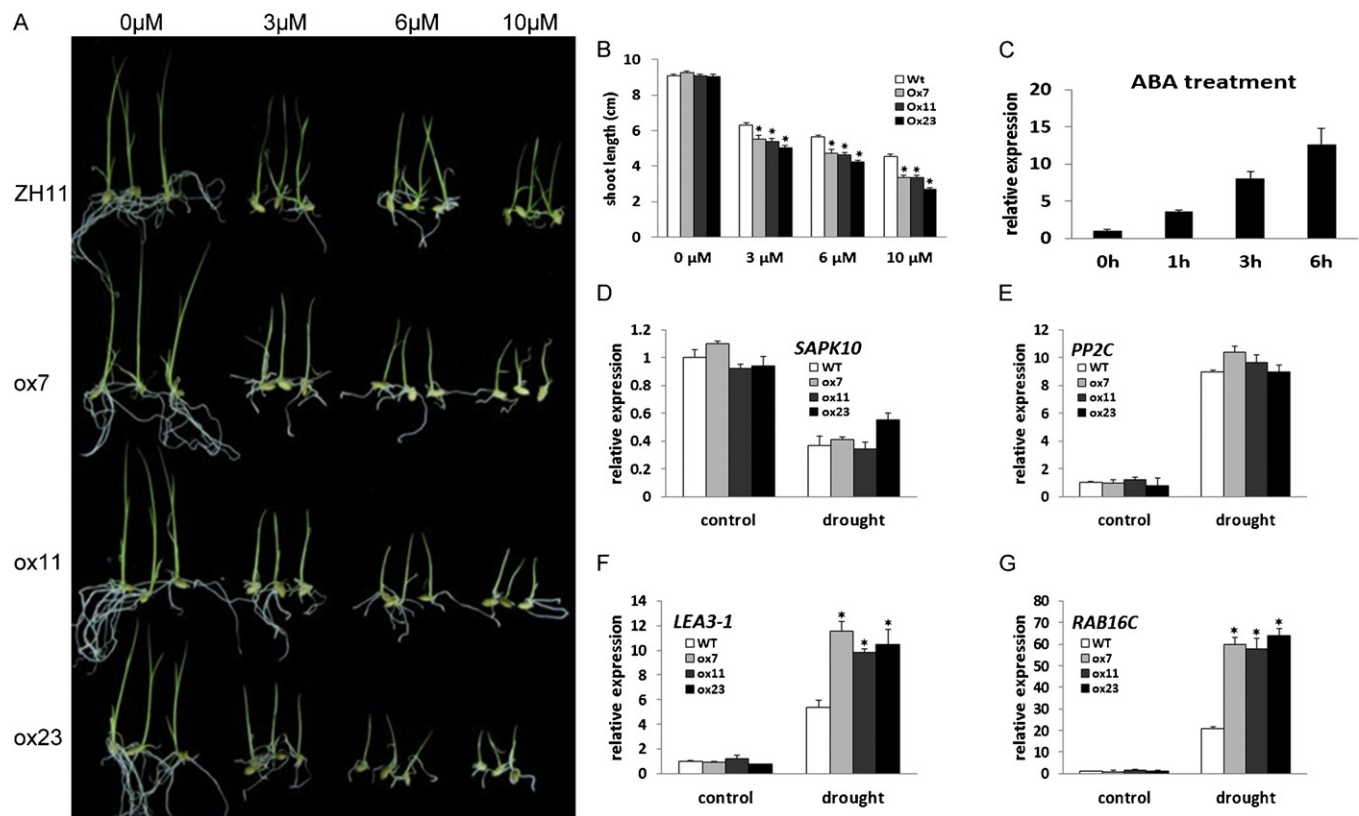 A
0μM 3μM 6μM 10μM
ZH11
ox7
ox11
ox23
B
10
8
6
4
2
0
shoot length (cm)
Wt
Ox7
Ox11
Ox23
* * * * * * * * *
0 μM 3 μM 6 μM 10 μM
C
ABA treatment
20
15
10
5
0
relative expression
0h 1h 3h 6h
D
1.2
1
0.8
0.6
0.4
0.2
0
relative expression
SAPK10
WT
ox7
ox11
ox23
control drought
E
12
10
8
6
4
2
0
relative expression
PP2C
WT
ox7
ox11
ox23
control drought
F
14
12
10
8
6
4
2
0
relative expression
LEA3-1
WT
ox7
ox11
ox23
* * *
control drought
G
80
70
60
50
40
30
20
10
0
relative expression
RAB16C
WT
ox7
ox11
ox23
* * *
control drought